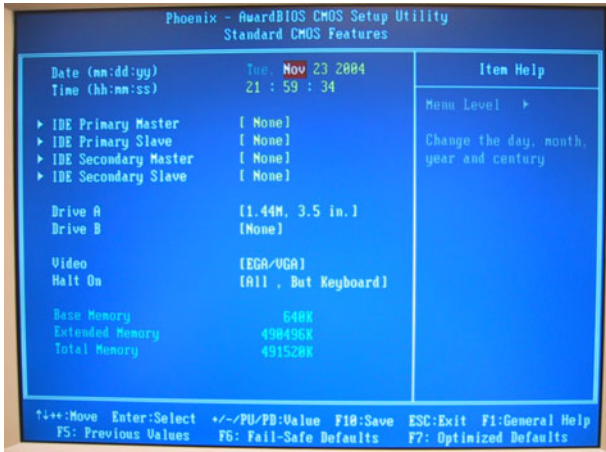 Phoenix - AwardBIOS CMOS Setup Utility
Standard CMOS Features
Date (mm:dd:yy) Tue, Nov 23 2004
Time (hh:mm:ss) 21 : 59 : 34
▶ IDE Primary Master [ None]
▶ IDE Primary Slave [ None]
▶ IDE Secondary Master [ None]
▶ IDE Secondary Slave [ None]
Drive A [1.44M, 3.5 in.]
Drive B [None]
Video [EGA/VGA]
Halt On [All , But Keyboard]
Base Memory 640K
Extended Memory 490496K
Total Memory 491520K
Item Help
Menu Level ▶
Change the day, month,
year and century
↑↓→←:Move Enter:Select +/-/PU/PD:Value F10:Save ESC:Exit F1:General Help
F5: Previous Values F6: Fail-Safe Defaults F7: Optimized Defaults